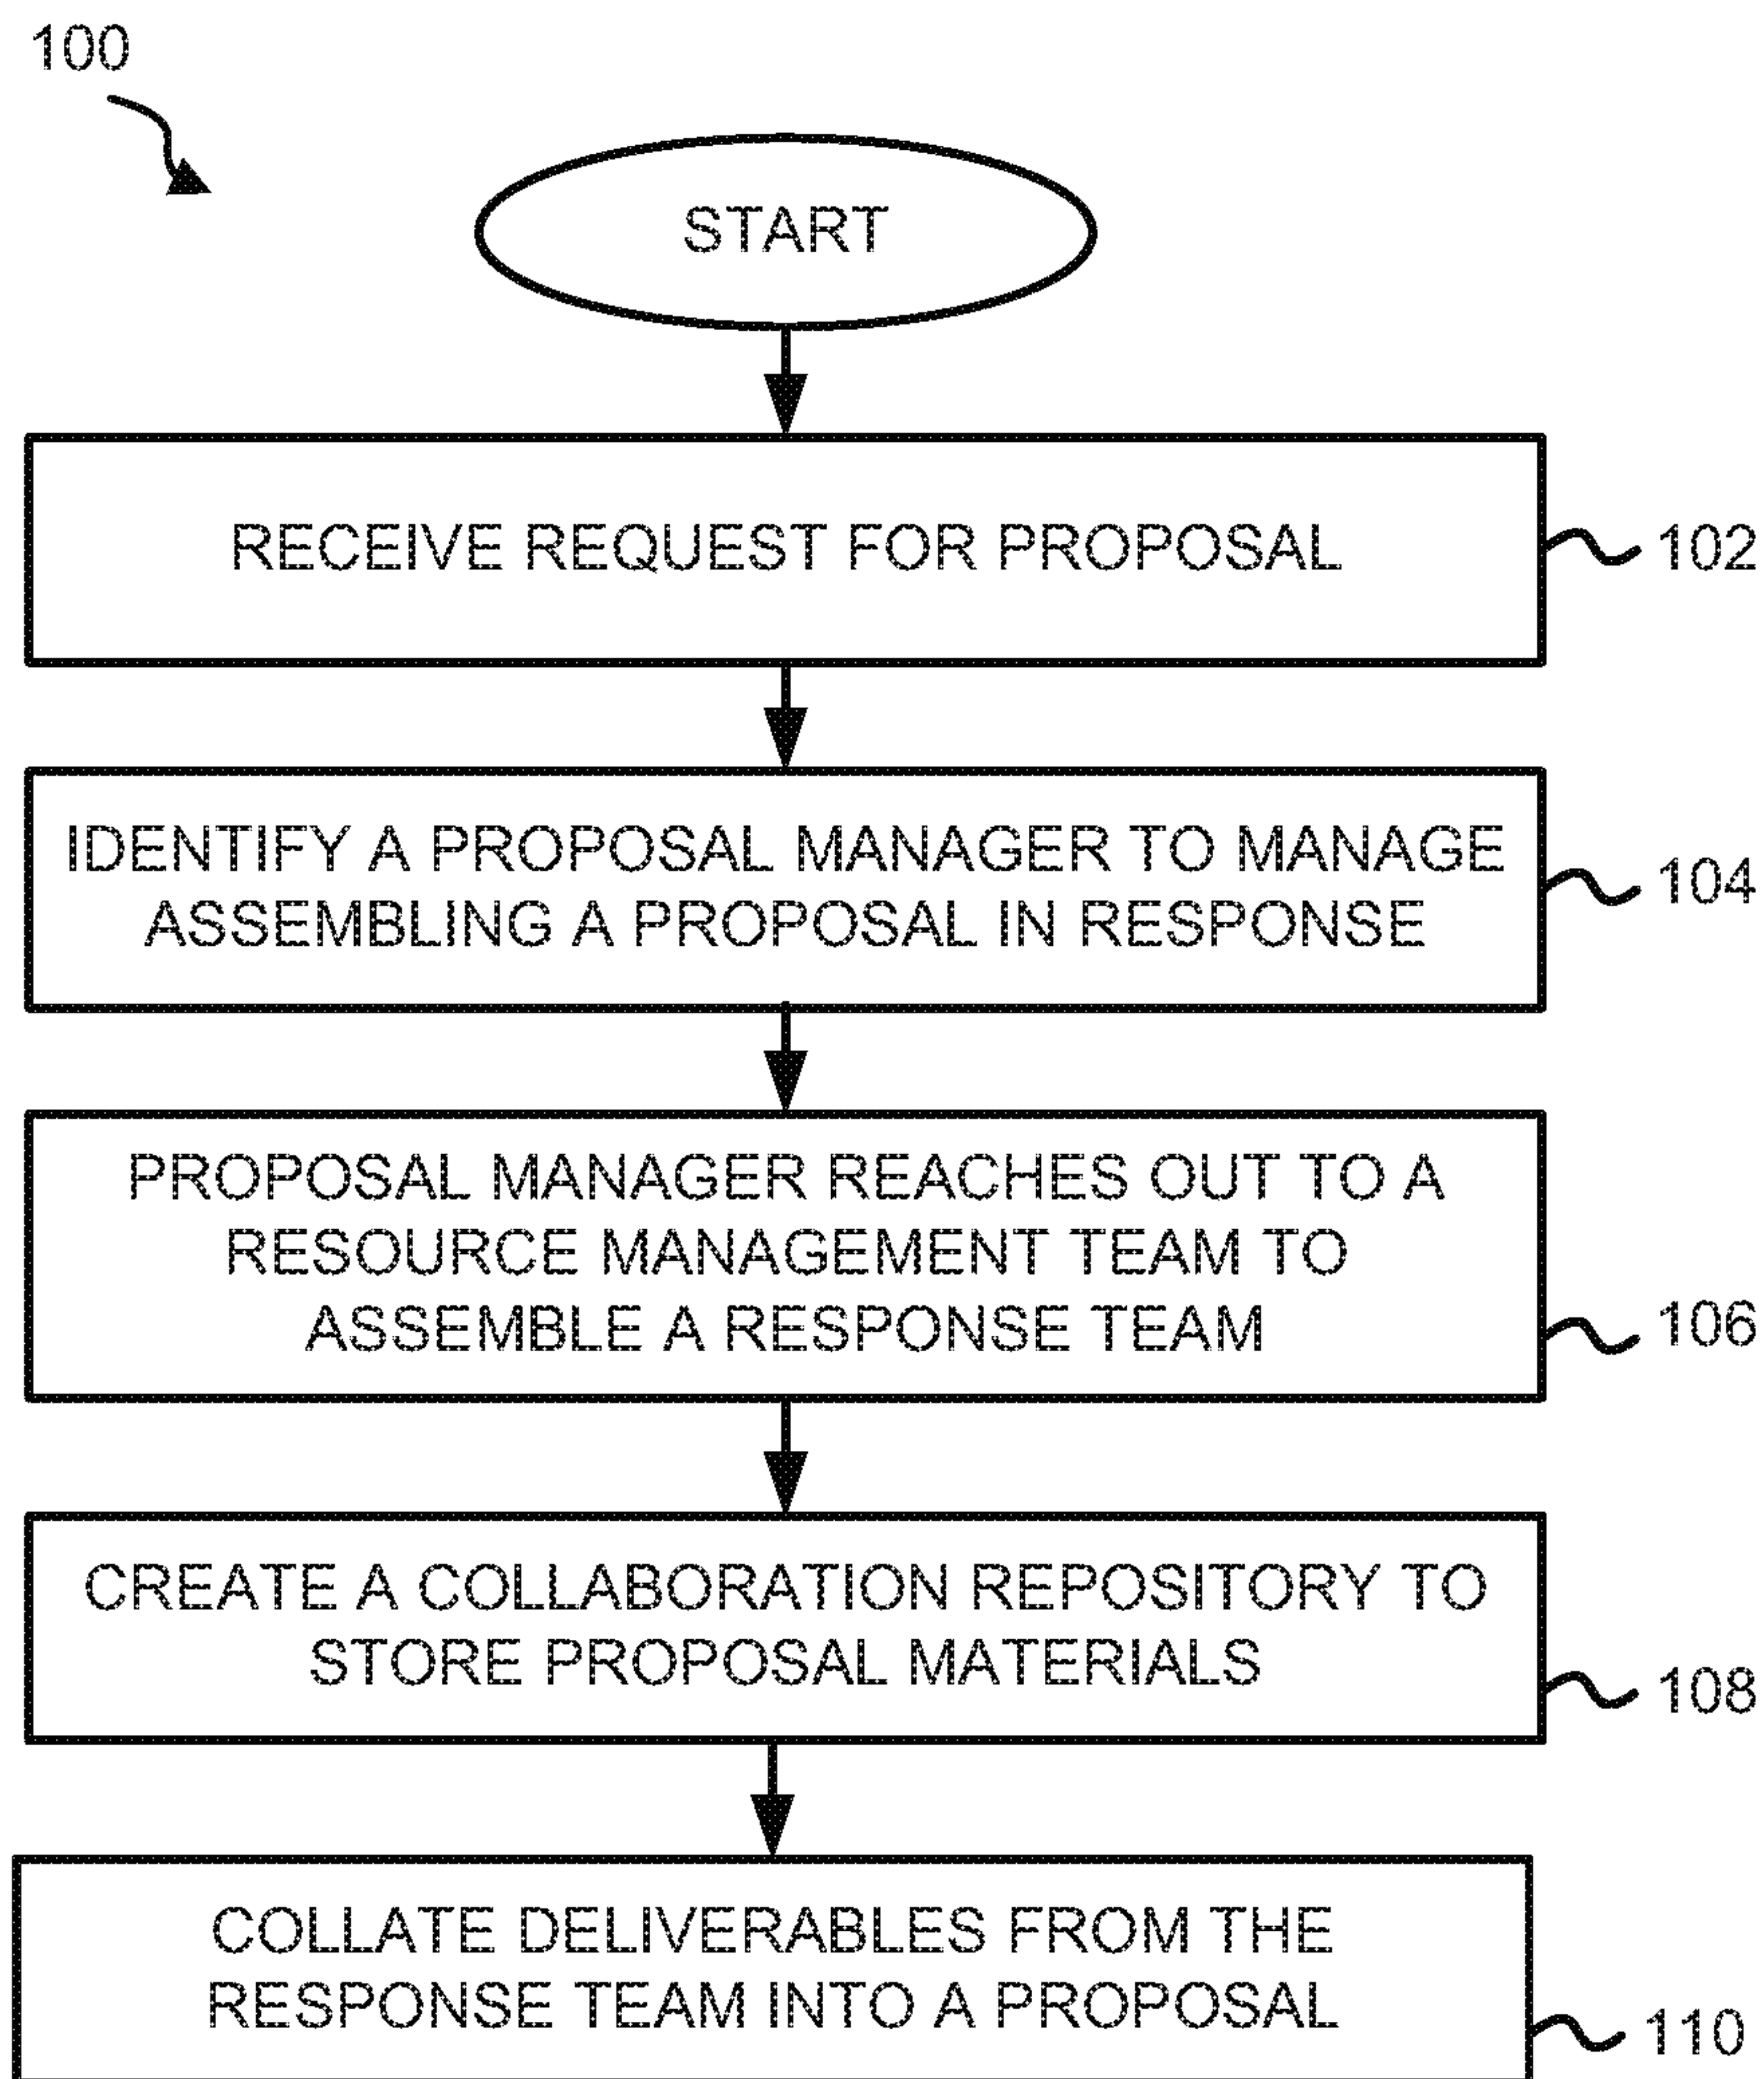 100
START
RECEIVE REQUEST FOR PROPOSAL
102
IDENTIFY A PROPOSAL MANAGER TO MANAGE
ASSEMBLING A PROPOSAL IN RESPONSE
104
PROPOSAL MANAGER REACHES OUT TO A
RESOURCE MANAGEMENT TEAM TO
ASSEMBLE A RESPONSE TEAM
106
CREATE A COLLABORATION REPOSITORY TO
STORE PROPOSAL MATERIALS
108
COLLATE DELIVERABLES FROM THE
RESPONSE TEAM INTO A PROPOSAL
110